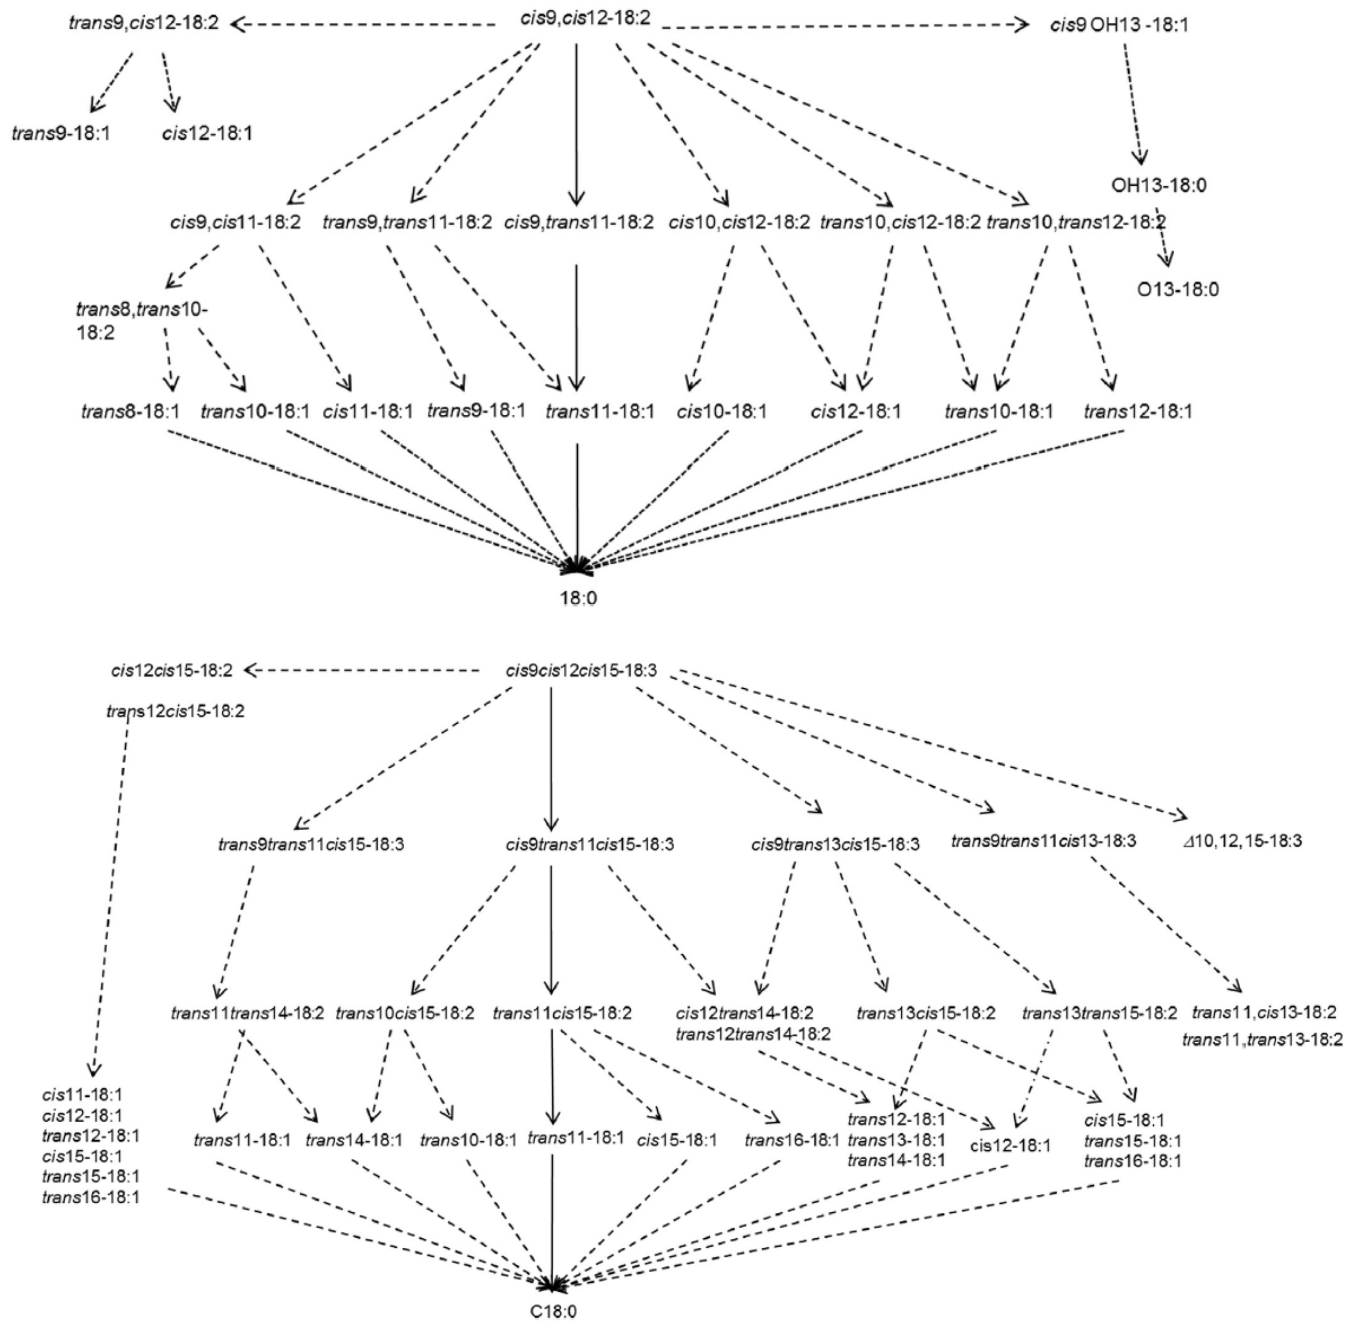 trans9,cis12-18:2
cis9,cis12-18:2
cis9 OH13 -18:1
trans9-18:1
cis12-18:1
OH13-18:0
cis9,cis11-18:2
trans9,trans11-18:2
cis9,trans11-18:2
cis10,cis12-18:2
trans10,cis12-18:2
trans10,trans12-18:2
O13-18:0
trans8,trans10-
18:2
trans8-18:1
trans10-18:1
cis11-18:1
trans9-18:1
trans11-18:1
cis10-18:1
cis12-18:1
trans10-18:1
trans12-18:1
18:0
cis12cis15-18:2
cis9cis12cis15-18:3
trans12cis15-18:2
trans9trans11cis15-18:3
cis9trans11cis15-18:3
cis9trans13cis15-18:3
trans9trans11cis13-18:3
Δ10,12,15-18:3
trans11trans14-18:2
trans10cis15-18:2
trans11cis15-18:2
cis12trans14-18:2
trans12trans14-18:2
trans13cis15-18:2
trans13trans15-18:2
trans11,cis13-18:2
trans11,trans13-18:2
cis11-18:1
cis12-18:1
trans12-18:1
cis15-18:1
trans15-18:1
trans16-18:1
trans11-18:1
trans14-18:1
trans10-18:1
trans11-18:1
cis15-18:1
trans16-18:1
trans12-18:1
trans13-18:1
trans14-18:1
cis12-18:1
cis15-18:1
trans15-18:1
trans16-18:1
C18:0